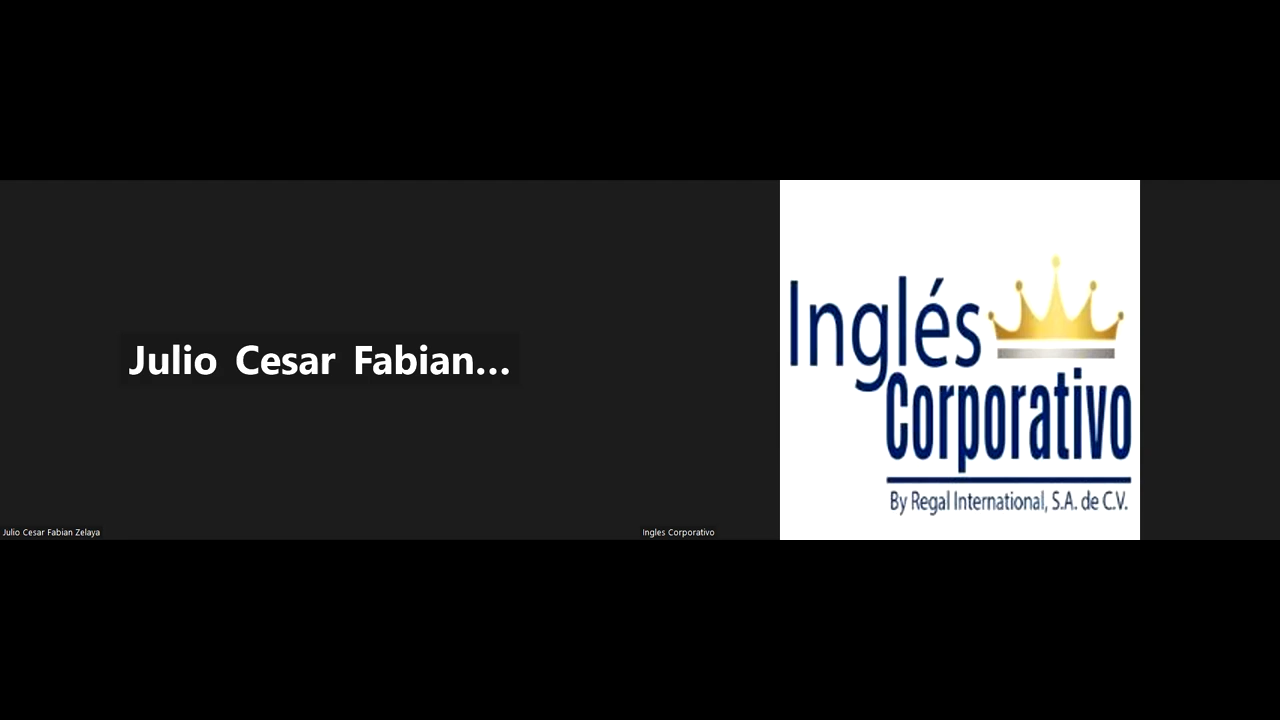 Julio Cesar Fabian...
Julio Cesar Fabian Zelaya
Inglés
Corporativo
By Regal International, S.A. de C.V.
Ingles Corporativo